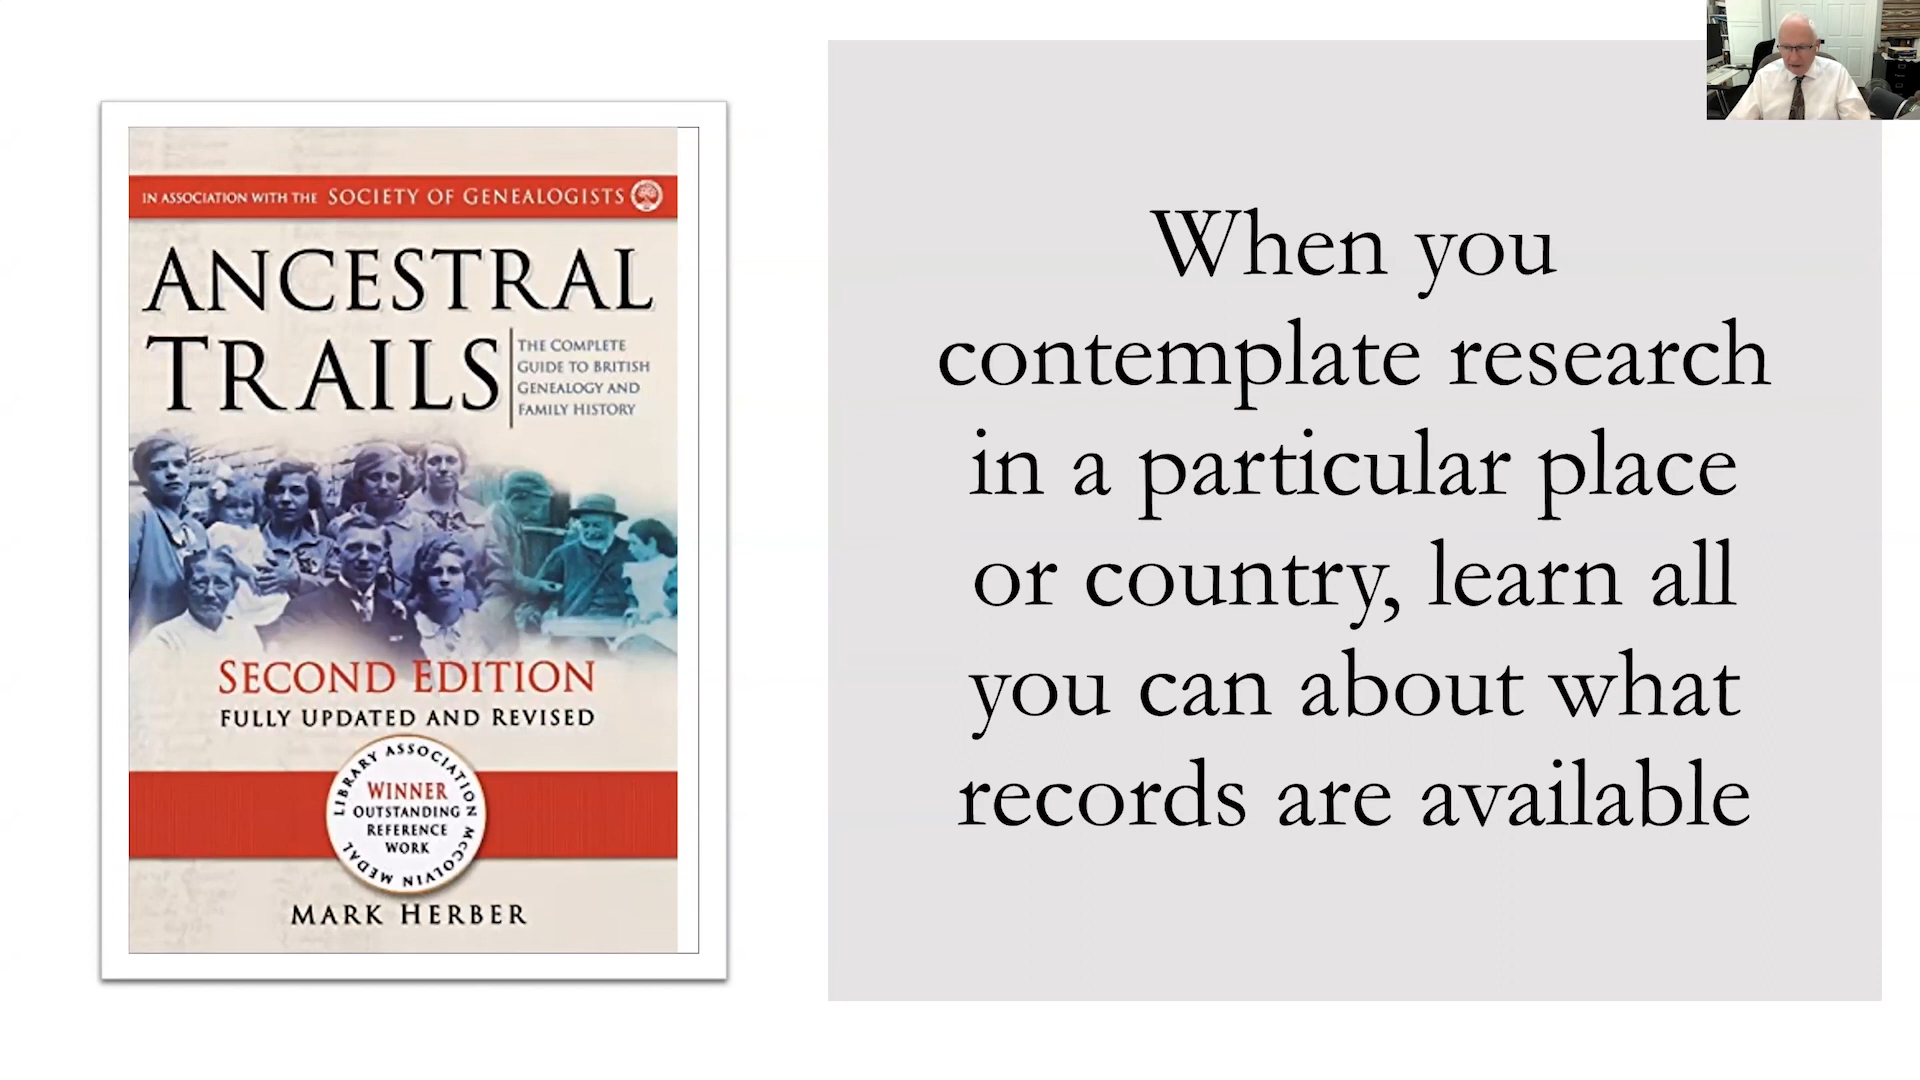 IN ASSOCIATION WITH THE SOCIETY OF GENEALOGISTS
ANCESTRAL
TRAILS
THE COMPLETE
GUIDE TO BRITISH
GENEALOGY AND
FAMILY HISTORY
SECOND EDITION
FULLY UPDATED AND REVISED
LIBRARY ASSOCIATION McCOLVIN MEDAL
WINNER
OUTSTANDING
REFERENCE
WORK
MARK HERBER
When you
contemplate research
in a particular place
or country, learn all
you can about what
records are available